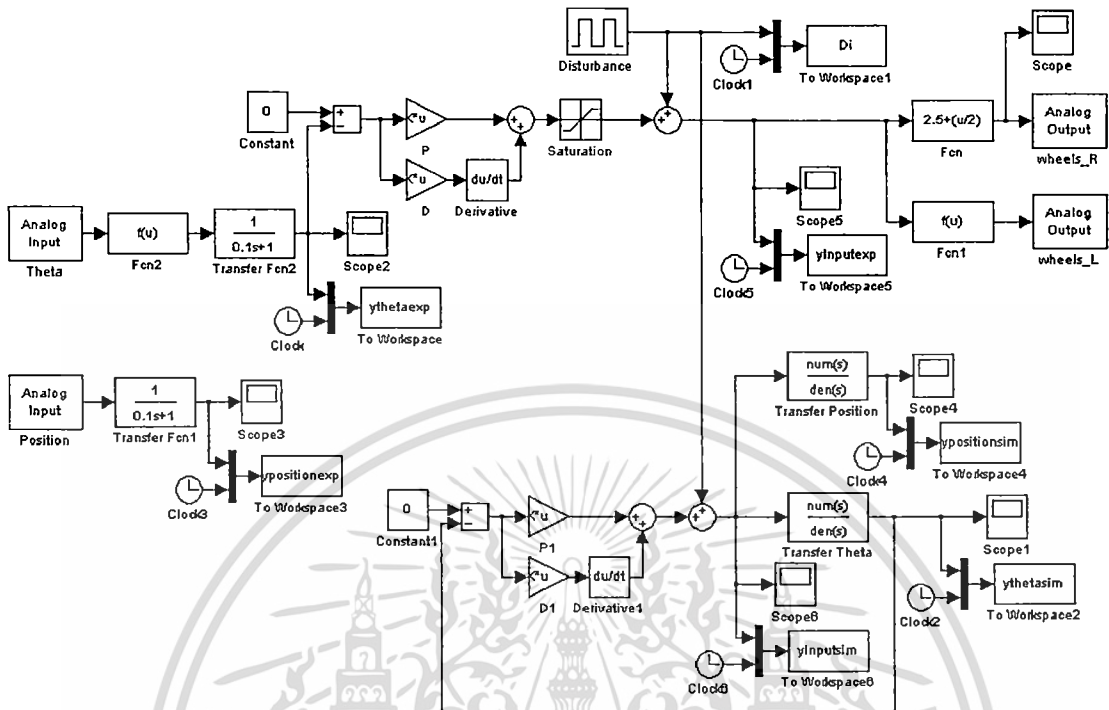 Disturbance
Clock1
Di
To Workspace1
Scope
0
Constant
+
−
u
P
u
D
du/dt
Derivative
+
+
Saturation
+
+
2.5+(u/2)
Fcn
Analog
Output
wheels_R
Analog
Input
Theta
f(u)
Fcn2
1
0.1s+1
Transfer Fcn2
Scope2
Scope5
f(u)
Fcn1
Analog
Output
wheels_L
Clock
ythetaexp
To Workspace
Clock5
yinputexp
To Workspace5
Analog
Input
Position
1
0.1s+1
Transfer Fcn1
Scope3
num(s)
den(s)
Transfer Position
Scope4
Clock3
ypositionexp
To Workspace3
Clock4
ypositionsim
To Workspace4
0
Constant1
+
−
u
P1
u
D1
du/dt
Derivative1
+
+
+
+
num(s)
den(s)
Transfer Theta
Scope1
Scope6
Clock2
ythetasim
To Workspace2
Clock6
yinputsim
To Workspace6